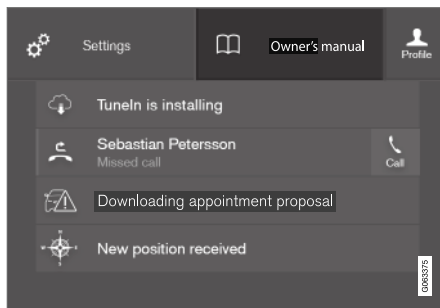 Settings
Owner's manual
Profile
TuneIn is installing
Sebastian Petersson
Missed call
Call
Downloading appointment proposal
New position received
G063375